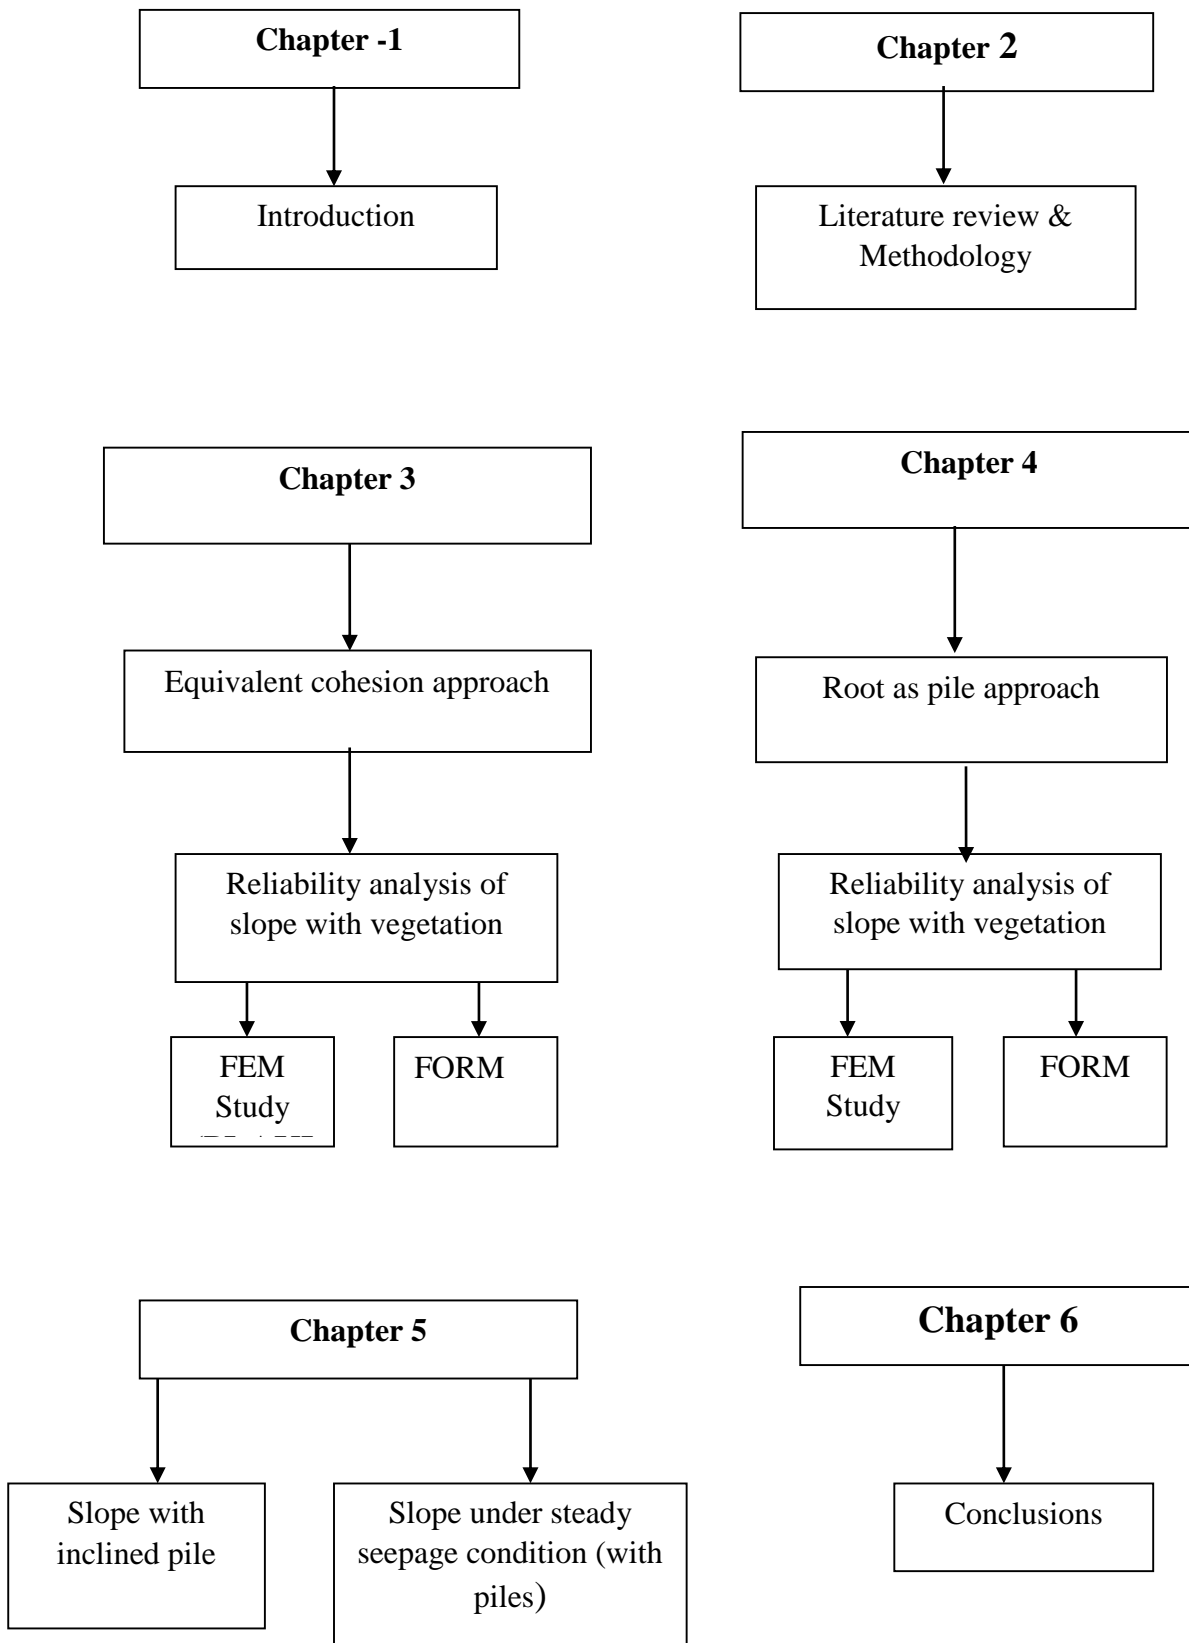 Chapter -1
Chapter 2
Introduction
Literature review &
Methodology
Chapter 3
Chapter 4
Equivalent cohesion approach
Root as pile approach
Reliability analysis of
slope with vegetation
Reliability analysis of
slope with vegetation
FEM
Study
FORM
FEM
Study
FORM
Chapter 5
Chapter 6
Slope with
inclined pile
Slope under steady
seepage condition (with
piles)
Conclusions